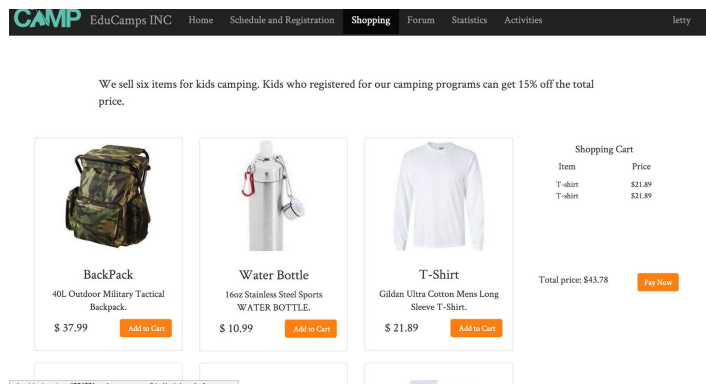 CAMP EduCamps INC Home Schedule and Registration Shopping Forum Statistics Activities letty
We sell six items for kids camping. Kids who registered for our camping programs can get 15% off the total
price.
Shopping Cart
Item Price
T-shirt $21.89
T-shirt $21.89
Total price: $43.78 Pay Now
BackPack
40L Outdoor Military Tactical
Backpack.
$ 37.99 Add to Cart
Water Bottle
16oz Stainless Steel Sports
WATER BOTTLE.
$ 10.99 Add to Cart
T-Shirt
Gildan Ultra Cotton Mens Long
Sleeve T-Shirt.
$ 21.89 Add to Cart